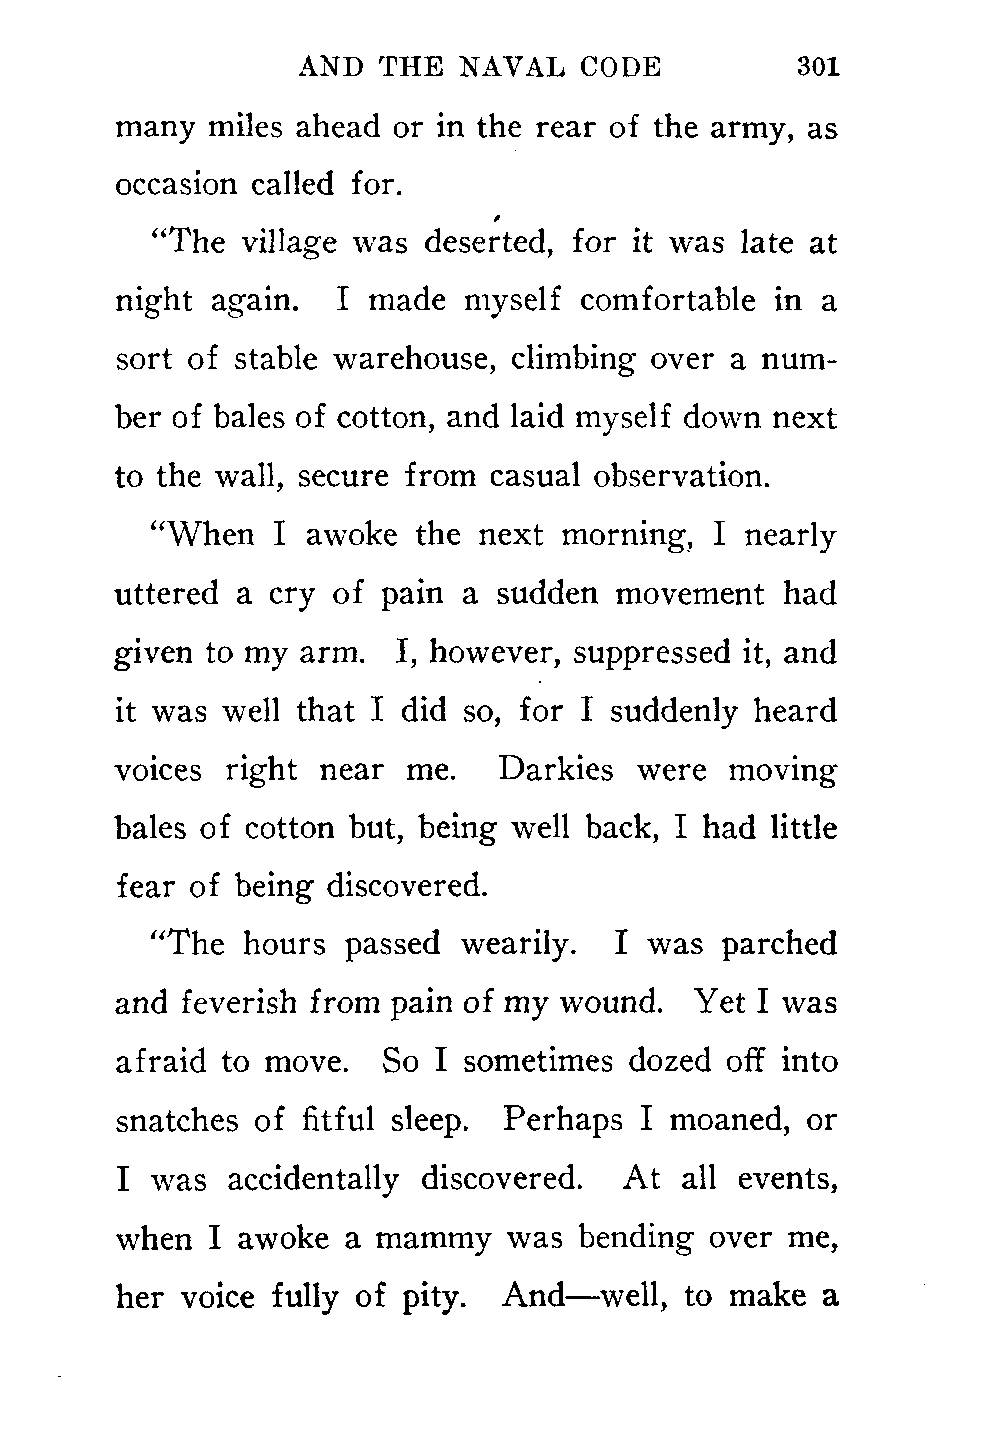 AND THE NAVAL CODE 301
many miles ahead or in the rear of the army, as
occasion called for.
“The village was deserted, for it was late at
night again. I made myself comfortable in a
sort of stable warehouse, climbing over a num-
ber of bales of cotton, and laid myself down next
to the wall, secure from casual observation.
“When I awoke the next morning, I nearly
uttered a cry of pain a sudden movement had
given to my arm. I, however, suppressed it, and
it was well that I did so, for I suddenly heard
voices right near me. Darkies were moving
bales of cotton but, being well back, I had little
fear of being discovered.
“The hours passed wearily. I was parched
and feverish from pain of my wound. Yet I was
afraid to move. So I sometimes dozed off into
snatches of fitful sleep. Perhaps I moaned, or
I was accidentally discovered. At all events,
when I awoke a mammy was bending over me,
her voice fully of pity. And—well, to make a